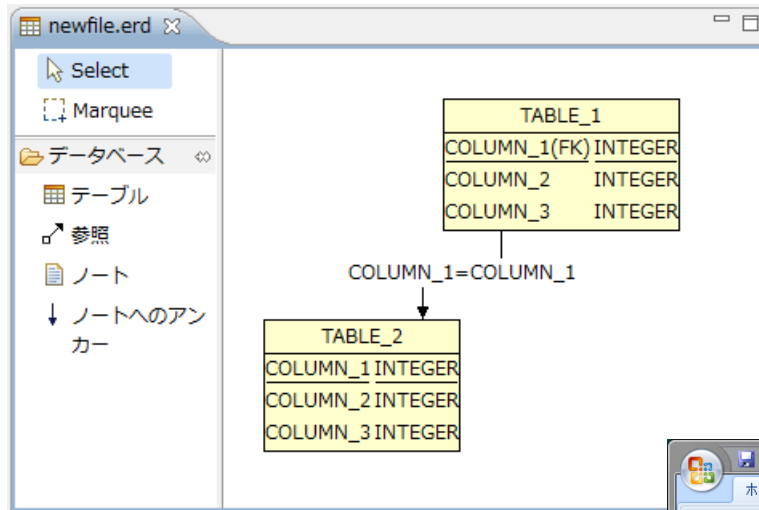 newfile.erd
Select
Marquee
データベース
テーブル
参照
ノート
ノートへのアン
カー
TABLE_1
COLUMN_1(FK) INTEGER
COLUMN_2 INTEGER
COLUMN_3 INTEGER
COLUMN_1=COLUMN_1
TABLE_2
COLUMN_1 INTEGER
COLUMN_2 INTEGER
COLUMN_3 INTEGER
ホ